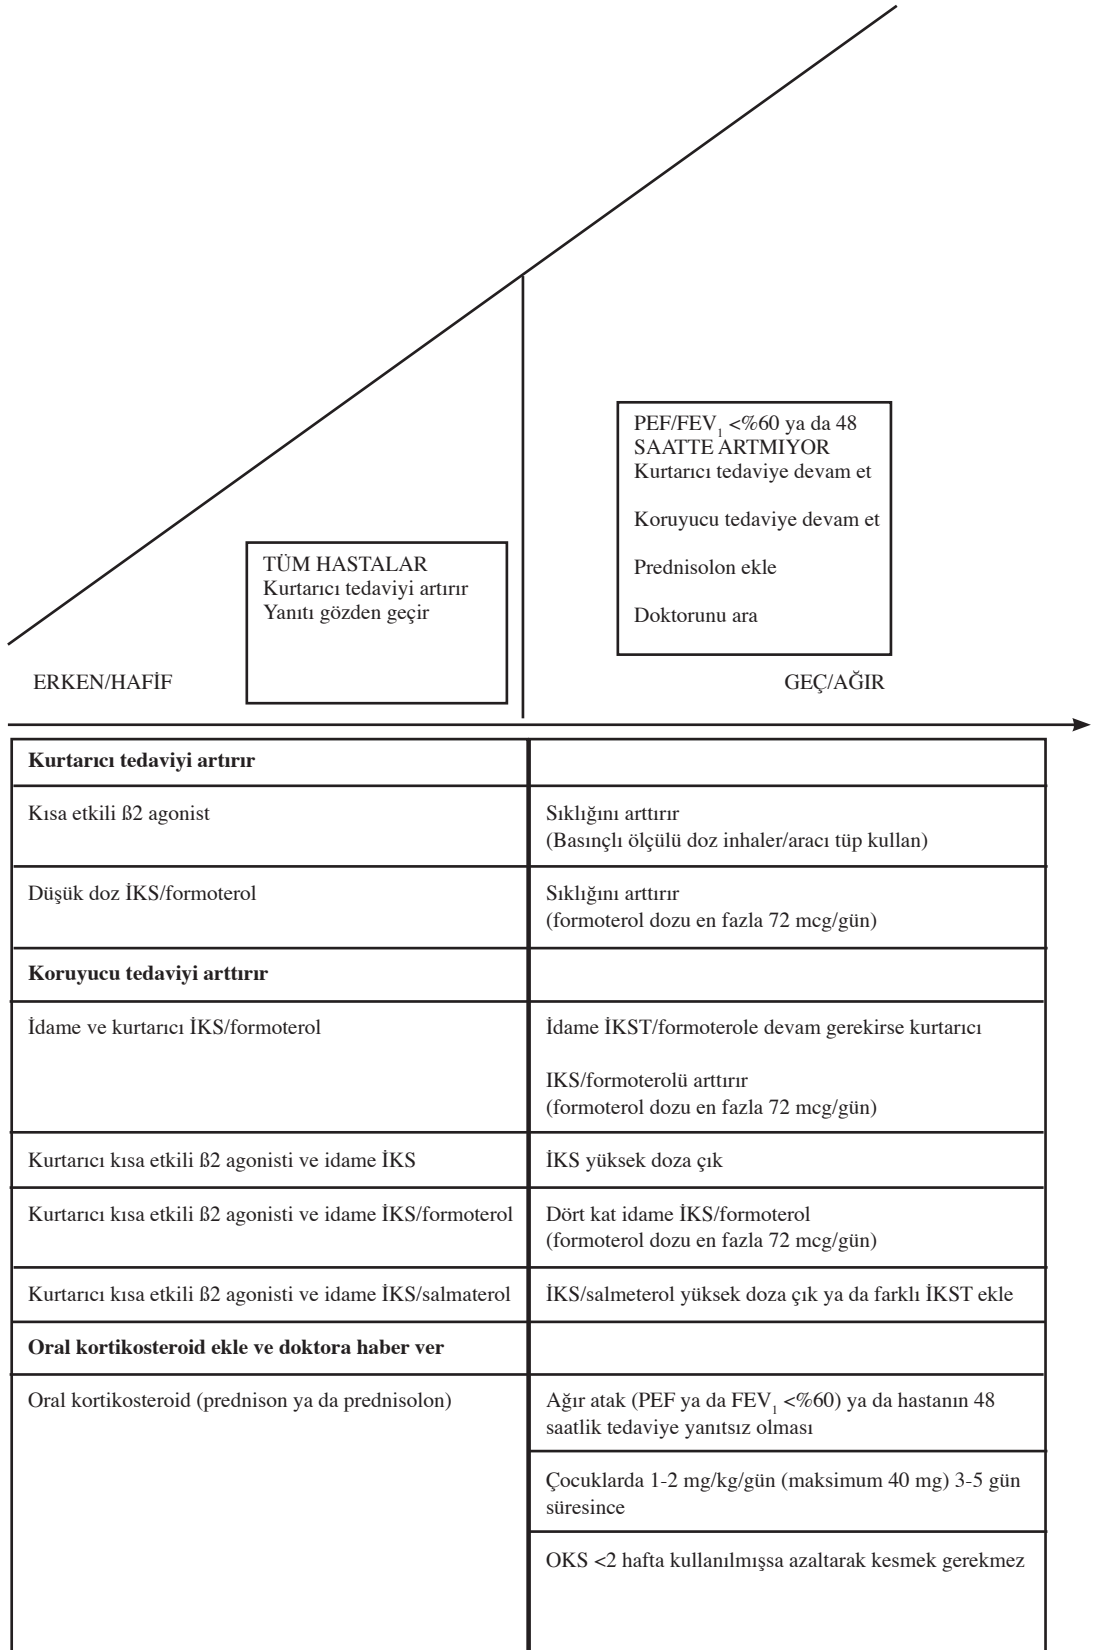 PEF/FEV₁ <%60 ya da 48
SAATTE ARTMIYOR
Kurtarıcı tedaviye devam et
Koruyucu tedaviye devam et
Prednisolon ekle
Doktorunu ara
TÜM HASTALAR
Kurtarıcı tedaviyi artırır
Yanıtı gözden geçir
ERKEN/HAFİF
GEÇ/AĞIR
Kurtarıcı tedaviyi artırır
Kısa etkili ß2 agonist
Sıklığını arttırır
(Basınçlı ölçülü doz inhaler/aracı tüp kullan)
Düşük doz İKS/formoterol
Sıklığını arttırır
(formoterol dozu en fazla 72 mcg/gün)
Koruyucu tedaviyi arttırır
İdame ve kurtarıcı İKS/formoterol
İdame İKST/formoterole devam gerekirse kurtarıcı
IKS/formoterolü arttırır
(formoterol dozu en fazla 72 mcg/gün)
Kurtarıcı kısa etkili ß2 agonisti ve idame İKS
İKS yüksek doza çık
Kurtarıcı kısa etkili ß2 agonisti ve idame İKS/formoterol
Dört kat idame İKS/formoterol
(formoterol dozu en fazla 72 mcg/gün)
Kurtarıcı kısa etkili ß2 agonisti ve idame İKS/salmaterol
İKS/salmeterol yüksek doza çık ya da farklı İKST ekle
Oral kortikosteroid ekle ve doktora haber ver
Oral kortikosteroid (prednison ya da prednisolon)
Ağır atak (PEF ya da FEV₁ <%60) ya da hastanın 48
saatlik tedaviye yanıtsız olması
Çocuklarda 1-2 mg/kg/gün (maksimum 40 mg) 3-5 gün
süresince
OKS <2 hafta kullanılmışsa azaltarak kesmek gerekmez